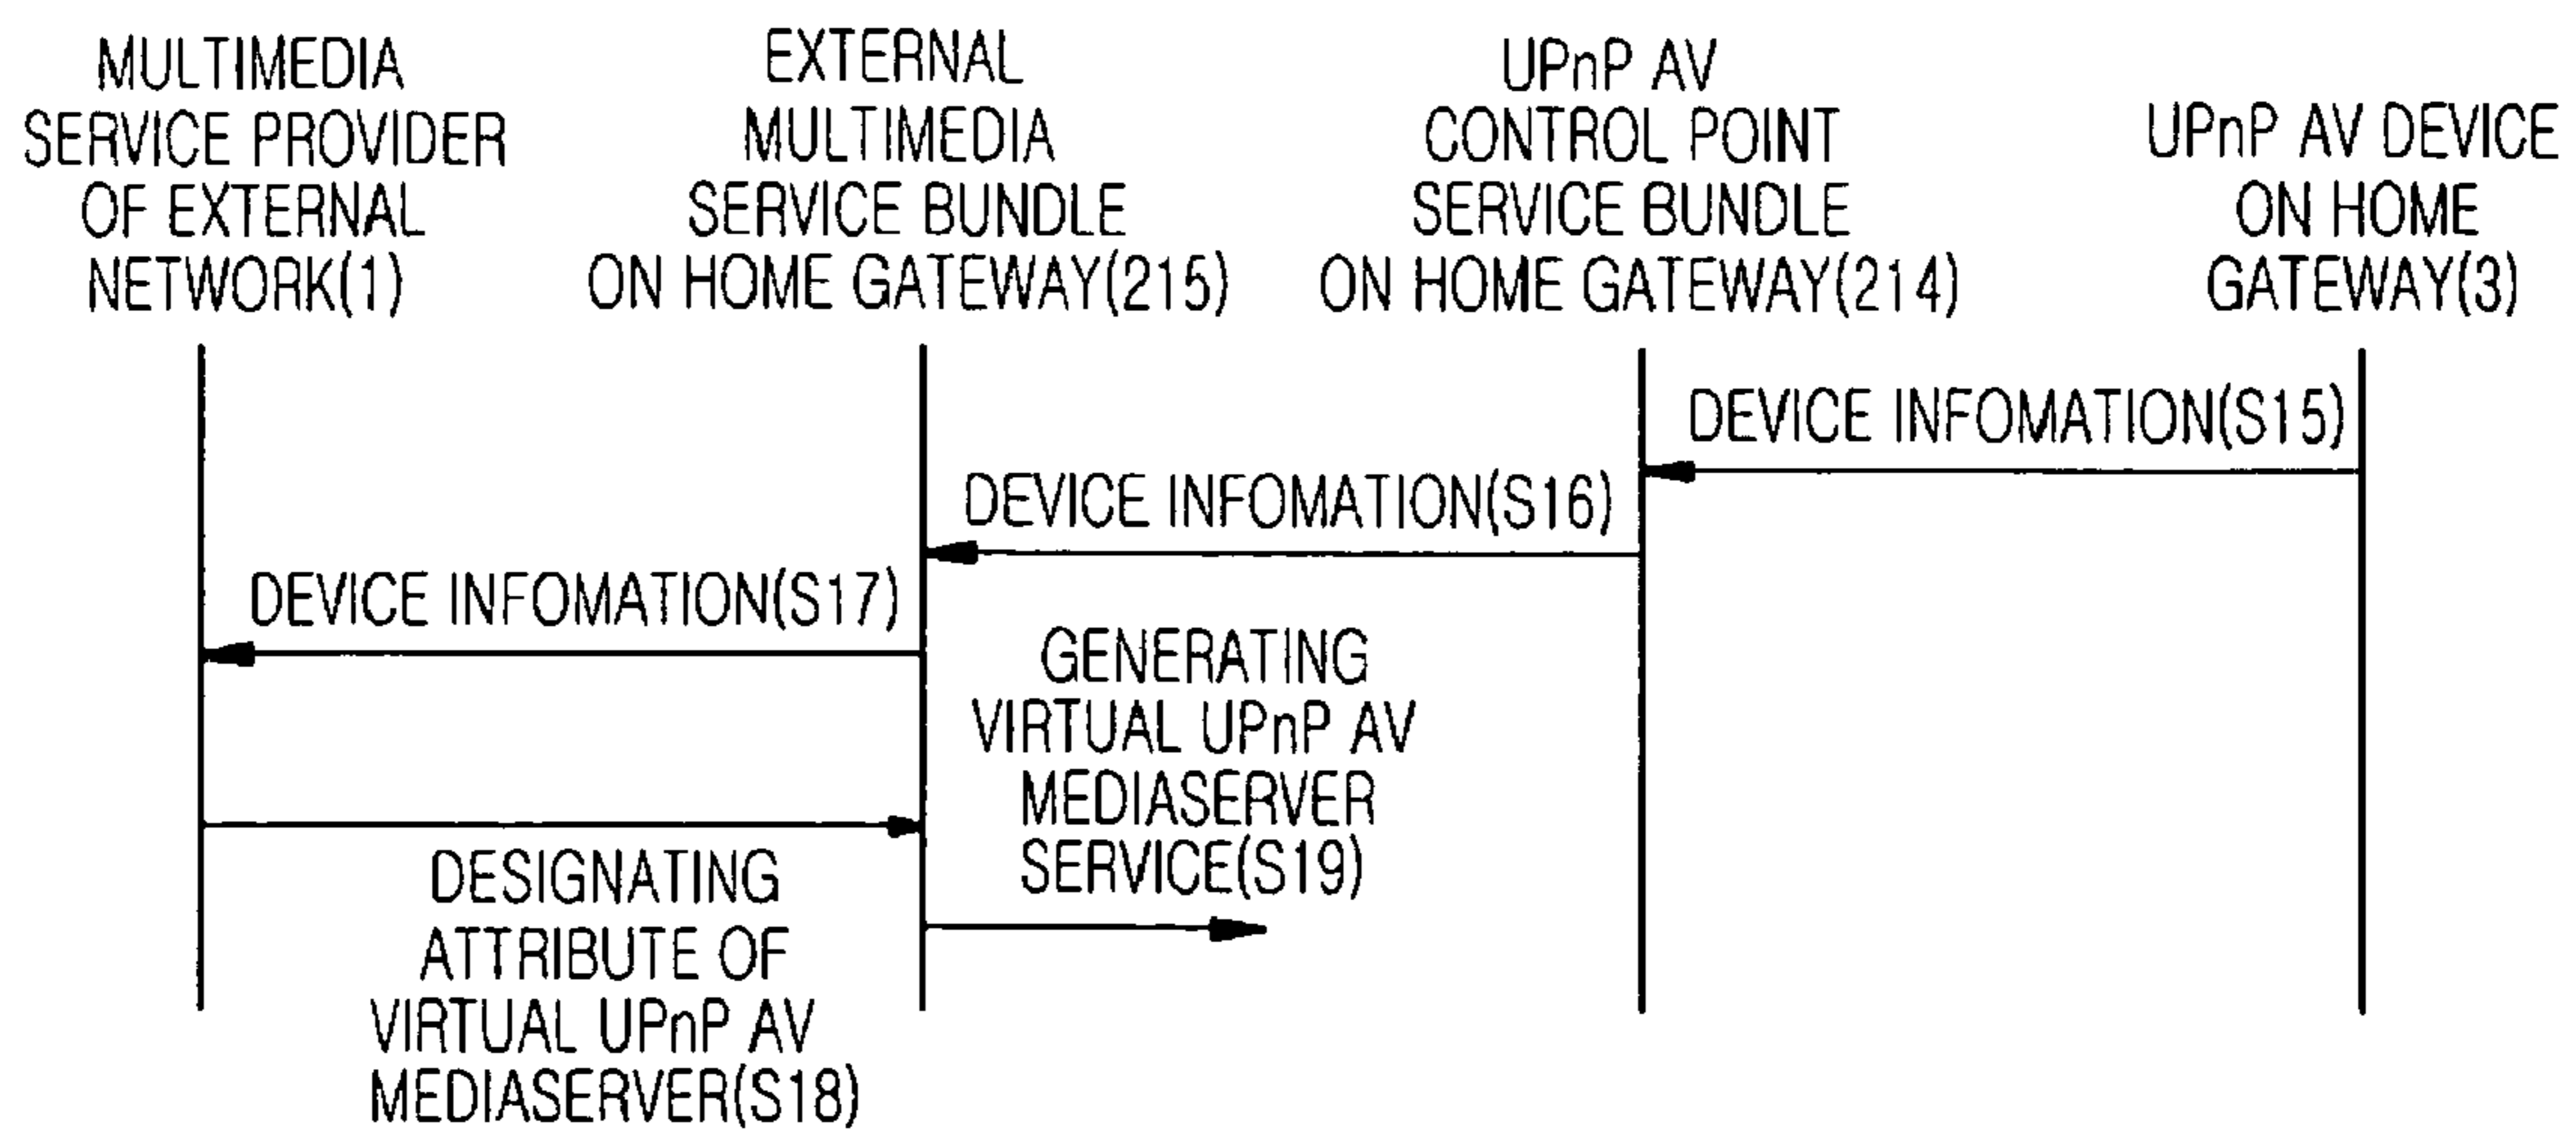 MULTIMEDIA
SERVICE PROVIDER
OF EXTERNAL
NETWORK(1)
EXTERNAL
MULTIMEDIA
SERVICE BUNDLE
ON HOME GATEWAY(215)
UPnP AV
CONTROL POINT
SERVICE BUNDLE
ON HOME GATEWAY(214)
UPnP AV DEVICE
ON HOME
GATEWAY(3)
DEVICE INFOMATION(S15)
DEVICE INFOMATION(S16)
DEVICE INFOMATION(S17)
GENERATING
VIRTUAL UPnP AV
MEDIASERVER
SERVICE(S19)
DESIGNATING
ATTRIBUTE OF
VIRTUAL UPnP AV
MEDIASERVER(S18)